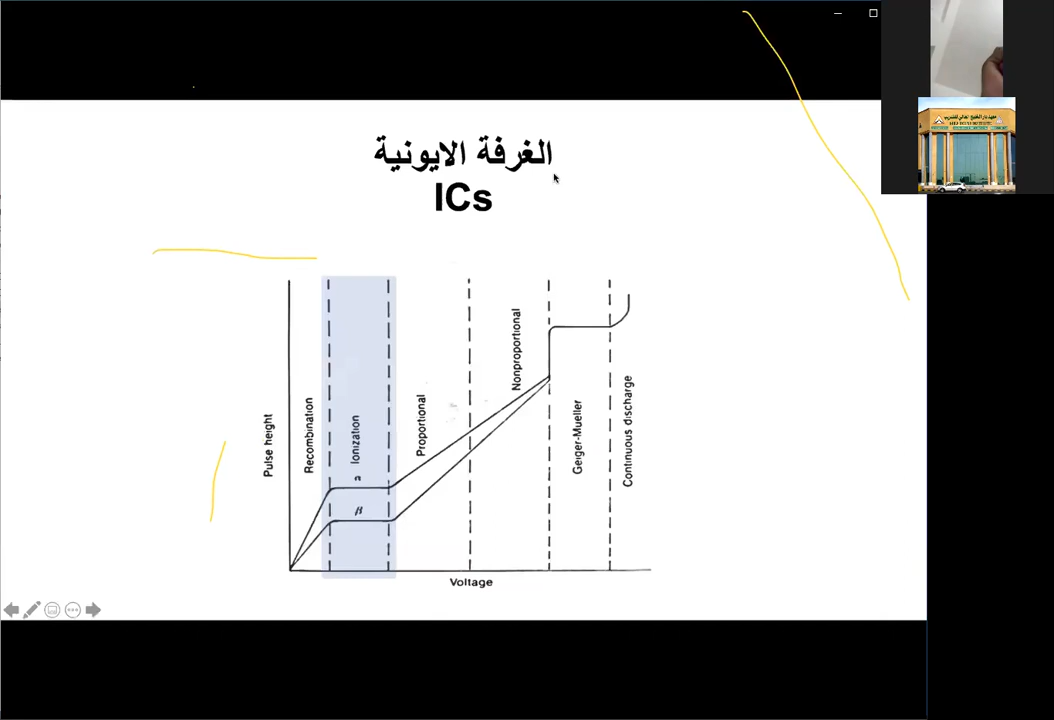 الغرفة الايونية
ICs
Pulse height
Recombination
Ionization
Proportional
Nonproportional
Geiger-Mueller
Continuous discharge
α
β
Voltage